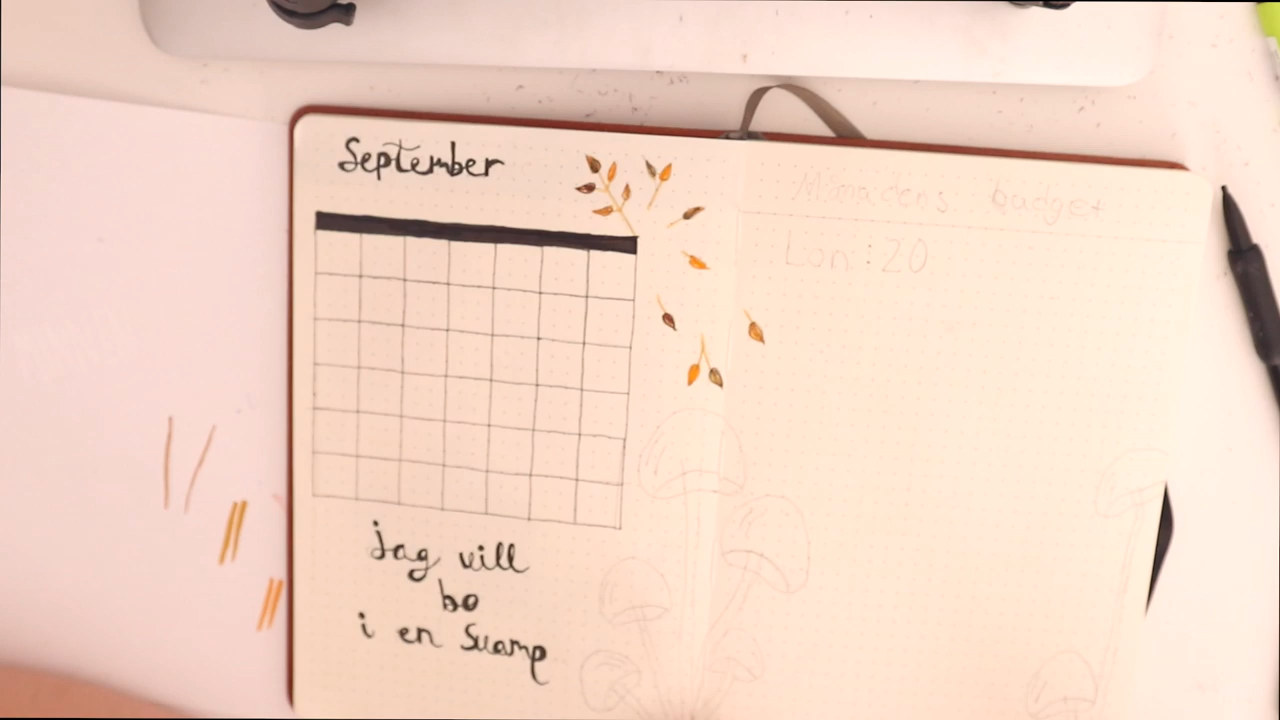 September
Månadens budget
Lön: 20
jag vill
bo
i en Svamp